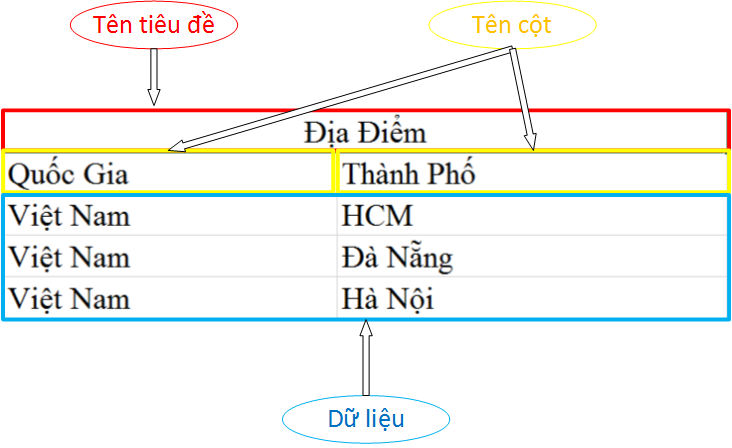 Tên tiêu đề
Tên cột
Địa Điểm
Quốc Gia
Thành Phố
Việt Nam
HCM
Việt Nam
Đà Nẵng
Việt Nam
Hà Nội
Dữ liệu